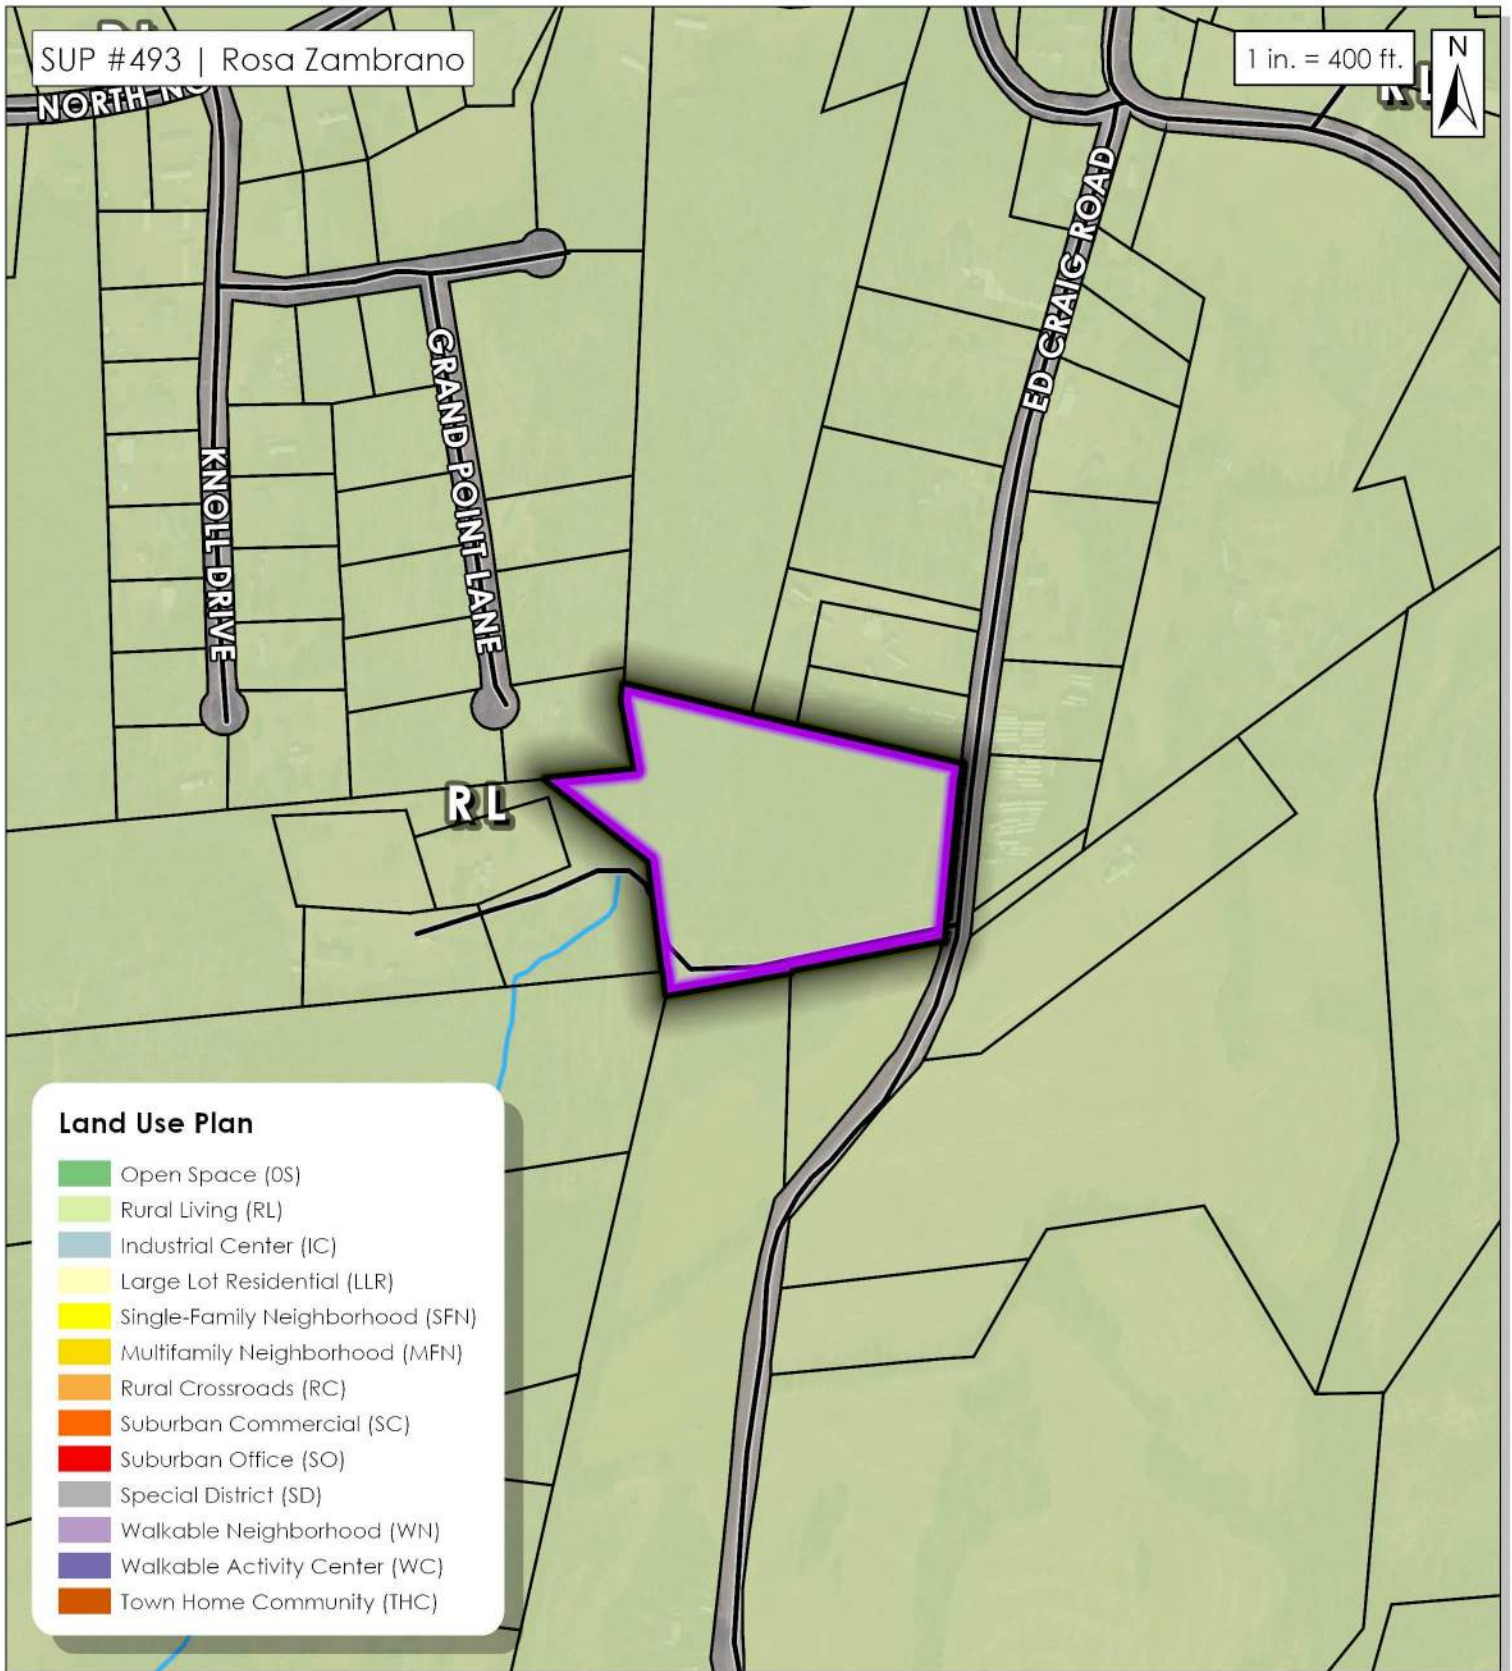 SUP #493 | Rosa Zambrano
1 in. = 400 ft.
N
NORTH
ED CRAIG ROAD
GRAND POINT LANE
KNOLL DRIVE
RL
Land Use Plan
Open Space (0S)
Rural Living (RL)
Industrial Center (IC)
Large Lot Residential (LLR)
Single-Family Neighborhood (SFN)
Multifamily Neighborhood (MFN)
Rural Crossroads (RC)
Suburban Commercial (SC)
Suburban Office (SO)
Special District (SD)
Walkable Neighborhood (WN)
Walkable Activity Center (WC)
Town Home Community (THC)